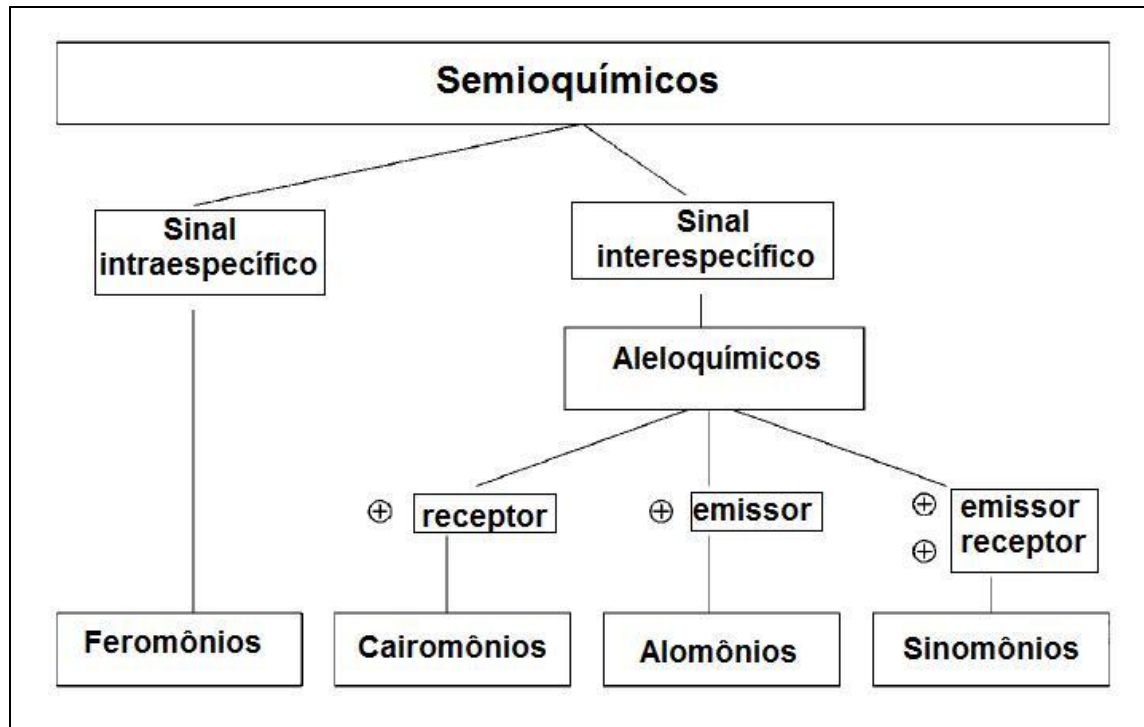 Semioquímicos
Sinal
intraespecífico
Sinal
interespecífico
Aleloquímicos
⊕ receptor
⊕ emissor
⊕ emissor
⊕ receptor
Feromônios
Cairomônios
Alomônios
Sinomônios